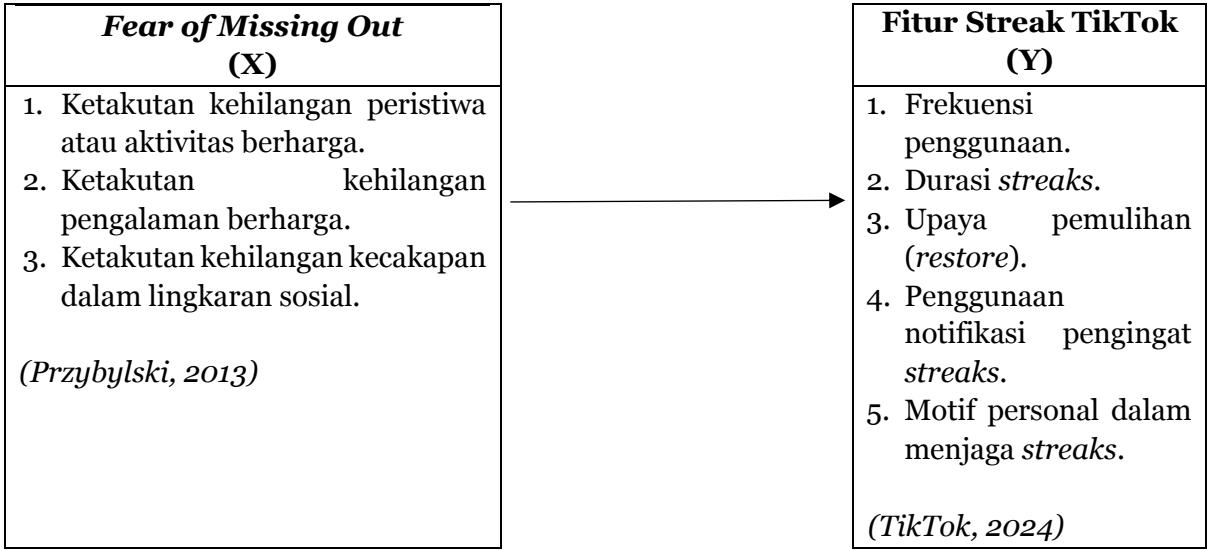 Fear of Missing Out
(X)
1. Ketakutan kehilangan peristiwa
atau aktivitas berharga.
2. Ketakutan kehilangan
pengalaman berharga.
3. Ketakutan kehilangan kecakapan
dalam lingkaran sosial.
(Przybylski, 2013)
Fitur Streak TikTok
(Y)
1. Frekuensi
penggunaan.
2. Durasi streaks.
3. Upaya pemulihan
(restore).
4. Penggunaan
notifikasi pengingat
streaks.
5. Motif personal dalam
menjaga streaks.
(TikTok, 2024)